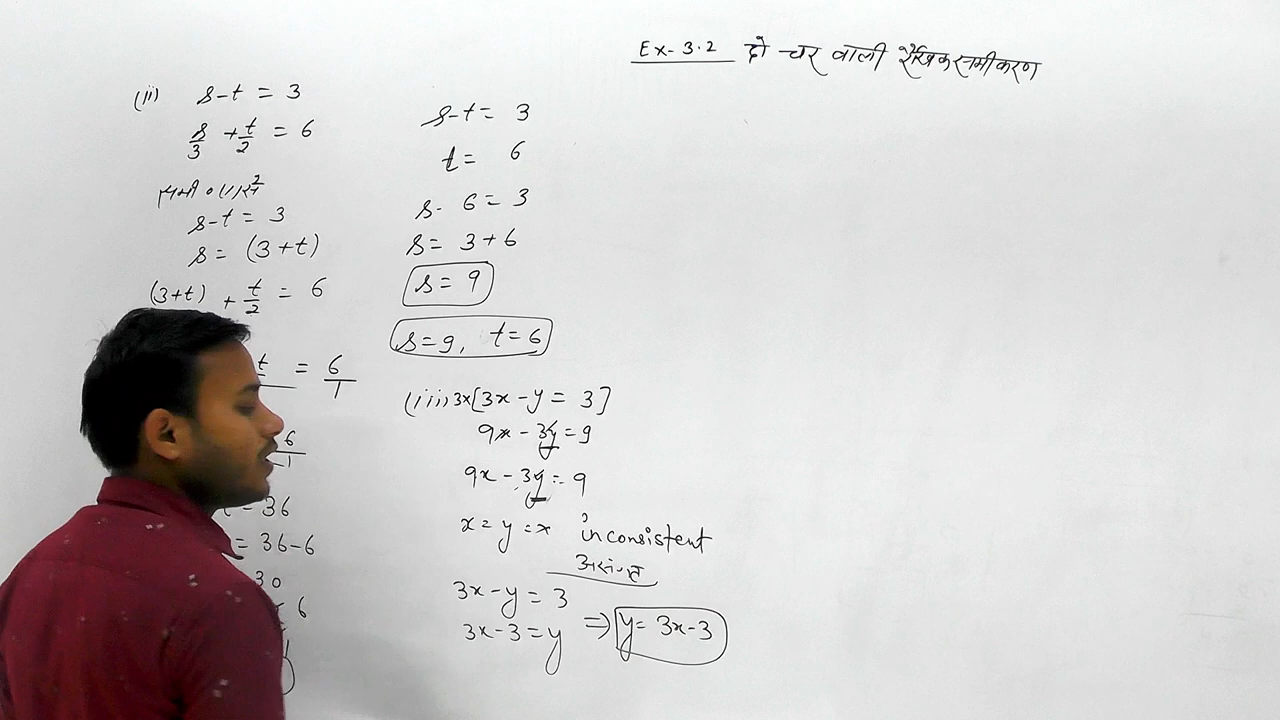 Ex-3.2 दो चर वाली रैखिक समीकरण
(ii) s-t = 3
s/3 + t/2 = 6
s-t = 3
s = (3+t)
(3+t) + t/2 = 6
t = 6/1
6/1
= 36
= 36-6
30
6
s-t = 3
t = 6
s- 6 = 3
s = 3+6
s = 9
s=9, t=6
(iii) 3x[3x-y = 3]
9x - 3y = 9
9x - 3y = 9
x = y = x inconsistent
असंगत
3x-y = 3
3x-3 = y ⇒ y = 3x-3